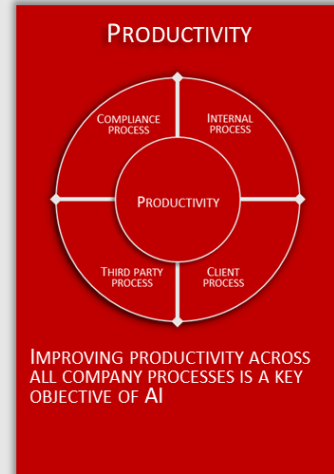 PRODUCTIVITY
COMPLIANCE
PROCESS
INTERNAL
PROCESS
PRODUCTIVITY
THIRD PARTY
PROCESS
CLIENT
PROCESS
IMPROVING PRODUCTIVITY ACROSS
ALL COMPANY PROCESSES IS A KEY
OBJECTIVE OF AI